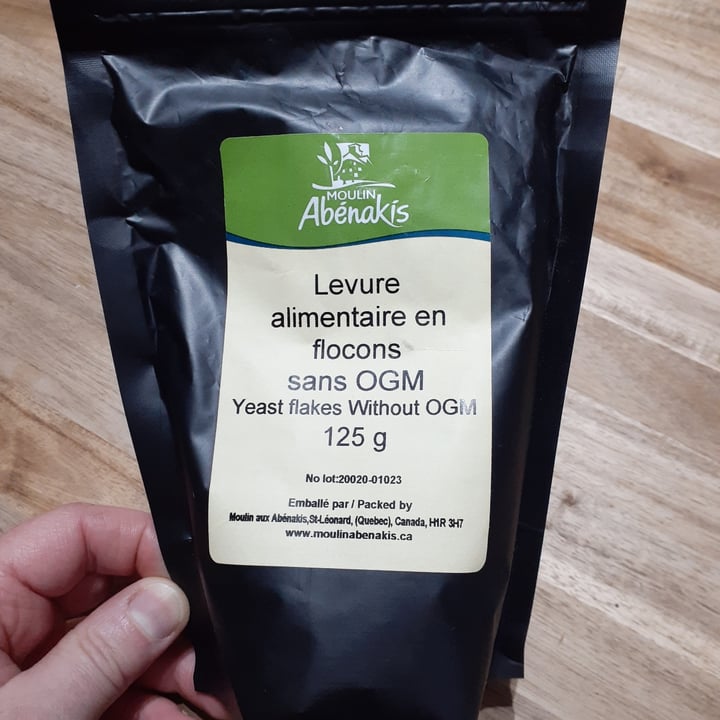 MOULIN
Abénakis
Levure
alimentaire en
flocons
sans OGM
Yeast flakes Without OGM
125 g
No lot:20020-01023
Emballé par / Packed by
Moulin aux Abénakis,St-Léonard, (Quebec), Canada, H1R 3H7
www.moulinabenakis.ca